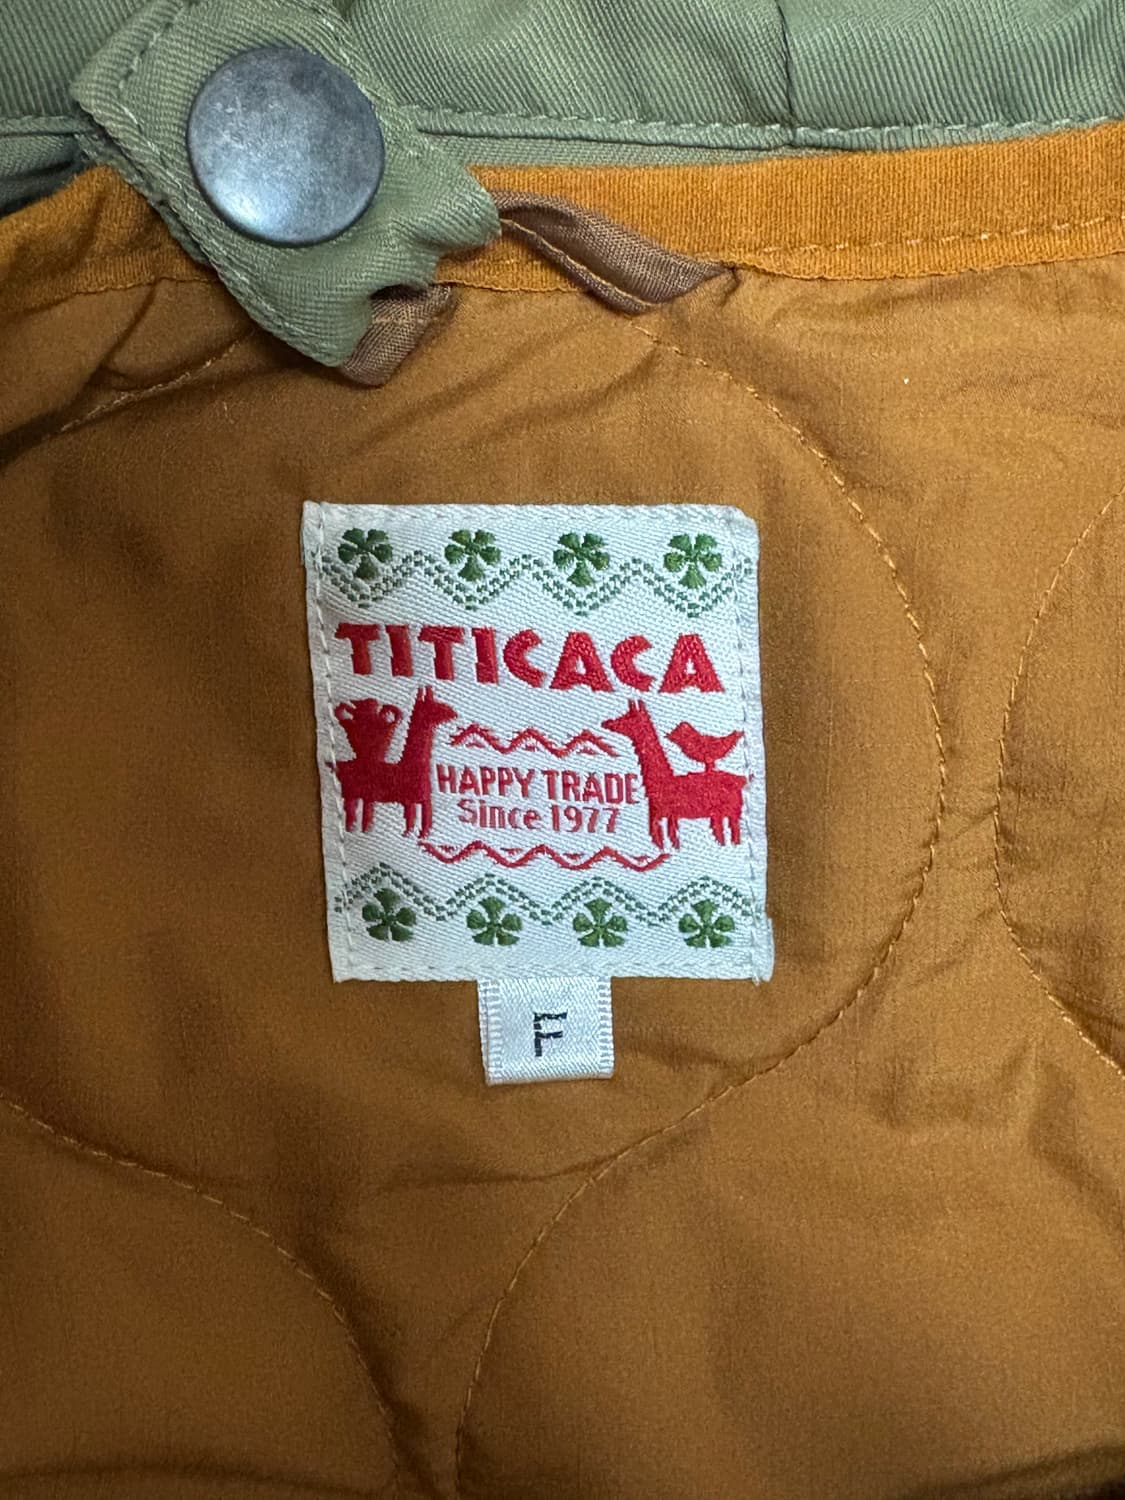 TITICACA
HAPPY TRADE
Since 1977
F